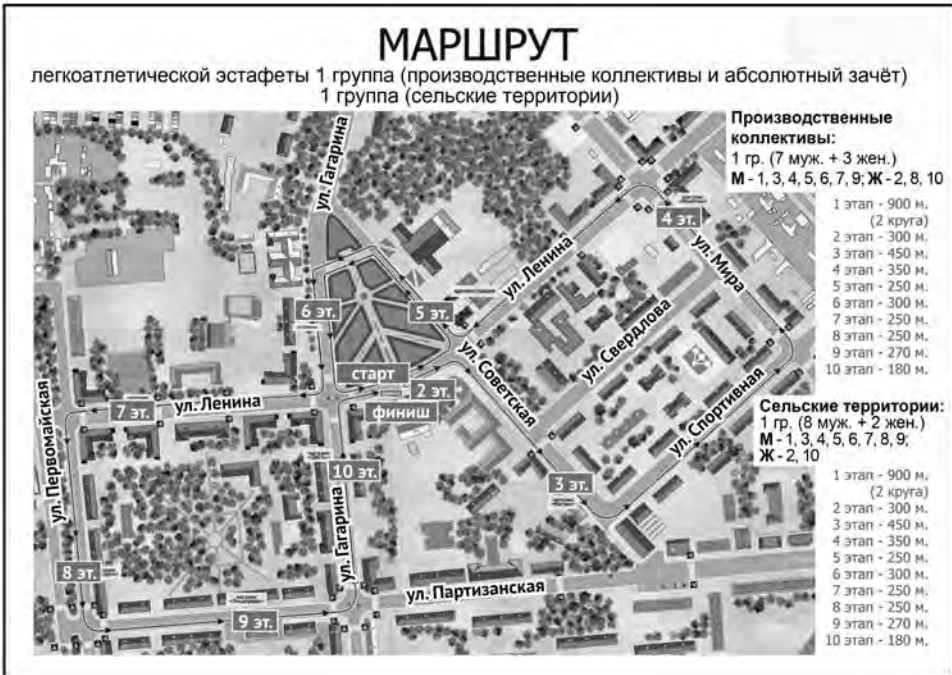 МАРШРУТ
легкоатлетической эстафеты 1 группа (производственные коллективы и абсолютный зачёт)
1 группа (сельские территории)
Производственные
коллективы:
1 гр. (7 муж. + 3 жен.)
М - 1, 3, 4, 5, 6, 7, 9; Ж - 2, 8, 10
1 этап - 900 м.
(2 круга)
2 этап - 300 м.
3 этап - 450 м.
4 этап - 350 м.
5 этап - 250 м.
6 этап - 300 м.
7 этап - 250 м.
8 этап - 250 м.
9 этап - 270 м.
10 этап - 180 м.
Сельские территории:
1 гр. (8 муж. + 2 жен.)
М - 1, 3, 4, 5, 6, 7, 8, 9;
Ж - 2, 10
1 этап - 900 м.
(2 круга)
2 этап - 300 м.
3 этап - 450 м.
4 этап - 350 м.
5 этап - 250 м.
6 этап - 300 м.
7 этап - 250 м.
8 этап - 250 м.
9 этап - 270 м.
10 этап - 180 м.
ул. Гагарина
4 эт.
ул. Мира
ул. Ленина
6 эт.
5 эт.
ул. Свердлова
ул. Советская
старт
2 эт.
финиш
ул. Ленина
7 эт.
ул. Спортивная
ул. Первомайская
10 эт.
3 эт.
ул. Гагарина
8 эт.
ул. Партизанская
9 эт.